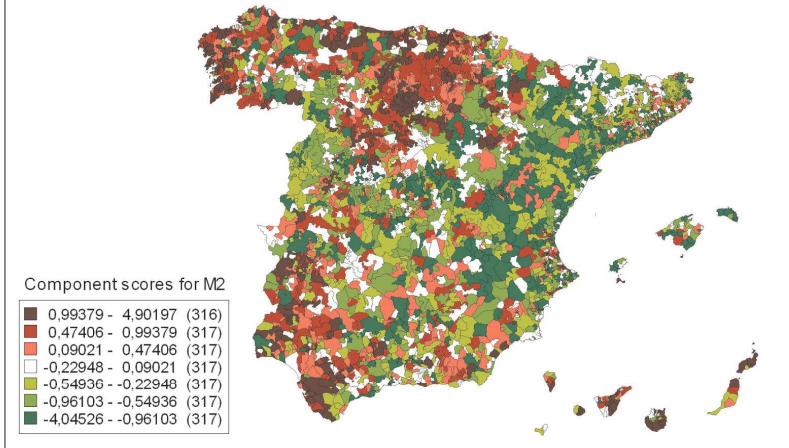 Component scores for M2
0,99379 - 4,90197 (316)
0,47406 - 0,99379 (317)
0,09021 - 0,47406 (317)
-0,22948 - 0,09021 (317)
-0,54936 - -0,22948 (317)
-0,96103 - -0,54936 (317)
-4,04526 - -0,96103 (317)